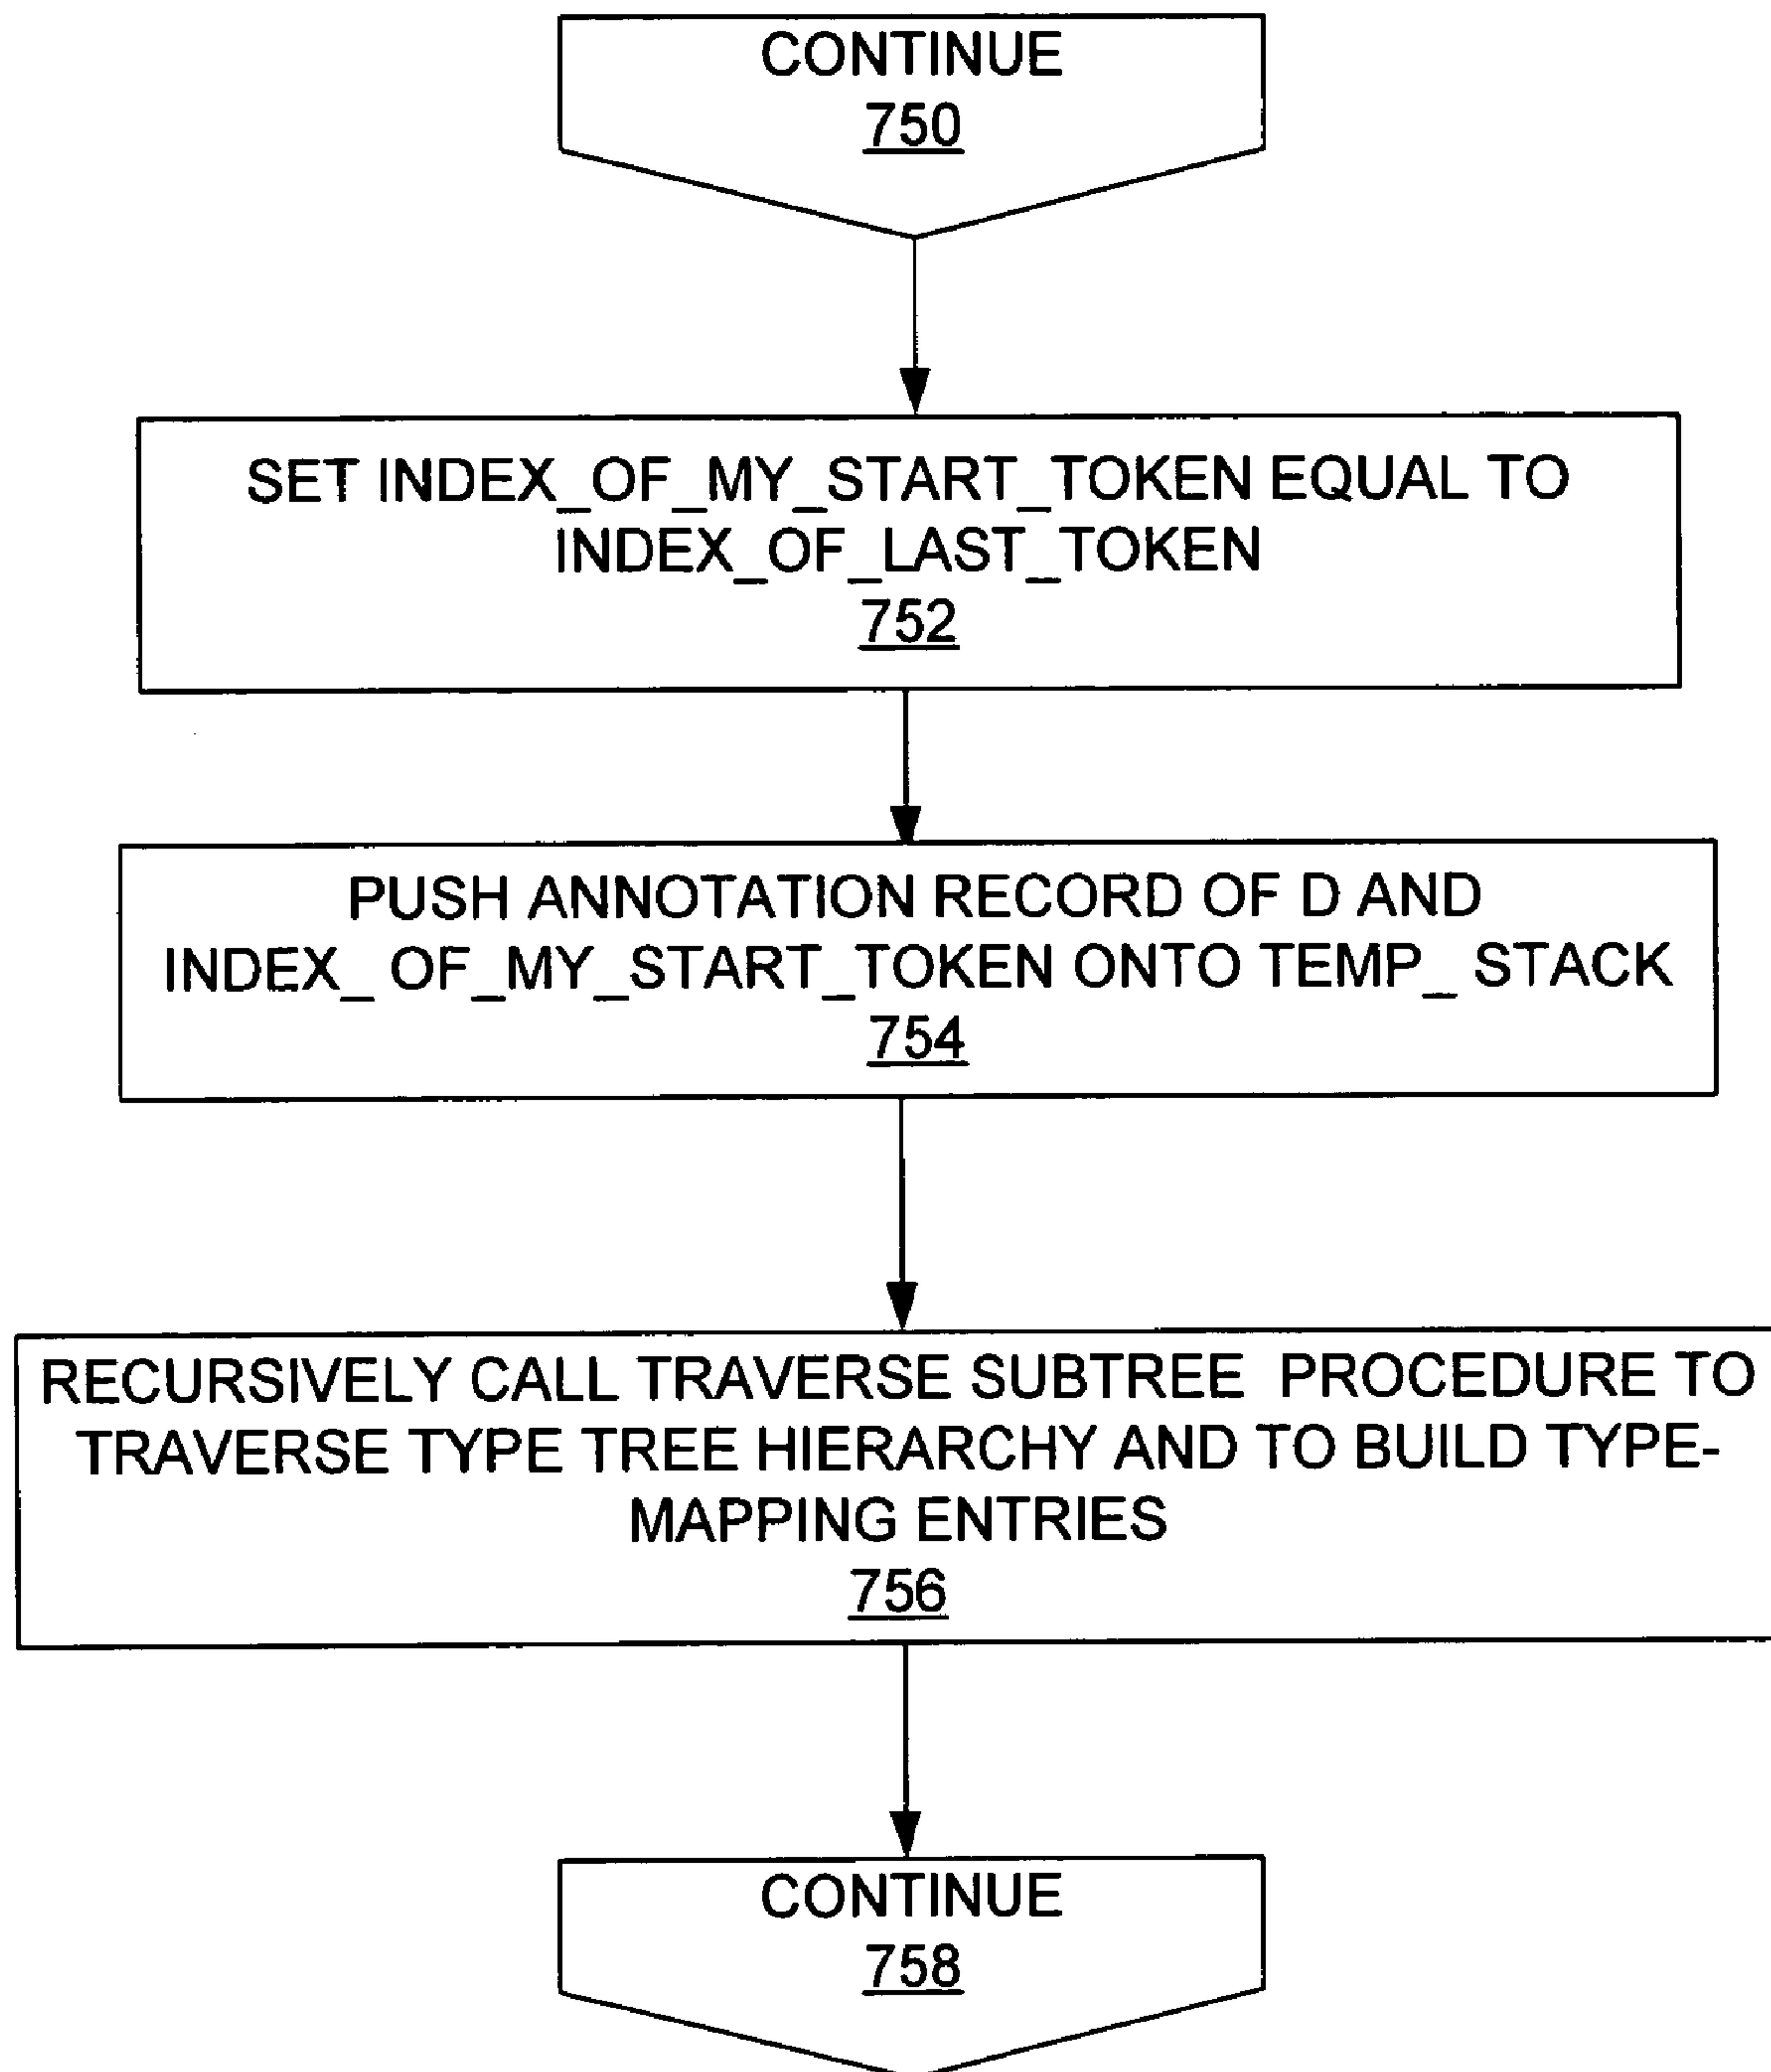 CONTINUE
750
SET INDEX_OF_MY_START_TOKEN EQUAL TO
INDEX_OF_LAST_TOKEN
752
PUSH ANNOTATION RECORD OF D AND
INDEX_ OF_MY_START_TOKEN ONTO TEMP_ STACK
754
RECURSIVELY CALL TRAVERSE SUBTREE PROCEDURE TO
TRAVERSE TYPE TREE HIERARCHY AND TO BUILD TYPE-
MAPPING ENTRIES
756
CONTINUE
758